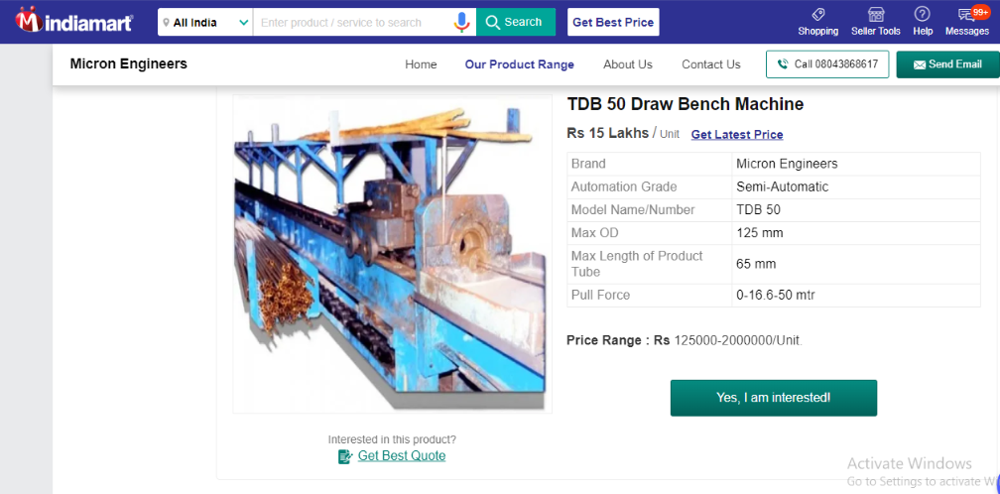 indiamart
All India
Enter product / service to search
Search
Get Best Price
Shopping
Seller Tools
Help
99+
Messages
Micron Engineers
Home
Our Product Range
About Us
Contact Us
Call 08043868617
Send Email
TDB 50 Draw Bench Machine
Rs 15 Lakhs / Unit Get Latest Price
Brand Micron Engineers
Automation Grade Semi-Automatic
Model Name/Number TDB 50
Max OD 125 mm
Max Length of Product
Tube 65 mm
Pull Force 0-16.6-50 mtr
Price Range : Rs 125000-2000000/Unit.
Yes, I am interested!
Interested in this product?
Get Best Quote
Activate Windows
Go to Settings to activate W